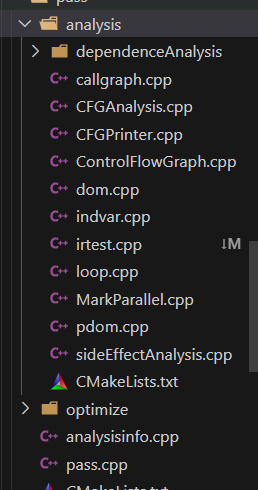 pass
analysis
dependenceAnalysis
callgraph.cpp
CFGAnalysis.cpp
CFGPrinter.cpp
ControlFlowGraph.cpp
dom.cpp
indvar.cpp
irtest.cpp ↓M
loop.cpp
MarkParallel.cpp
pdom.cpp
sideEffectAnalysis.cpp
CMakeLists.txt
optimize
analysisinfo.cpp
pass.cpp
CMakeLists.txt